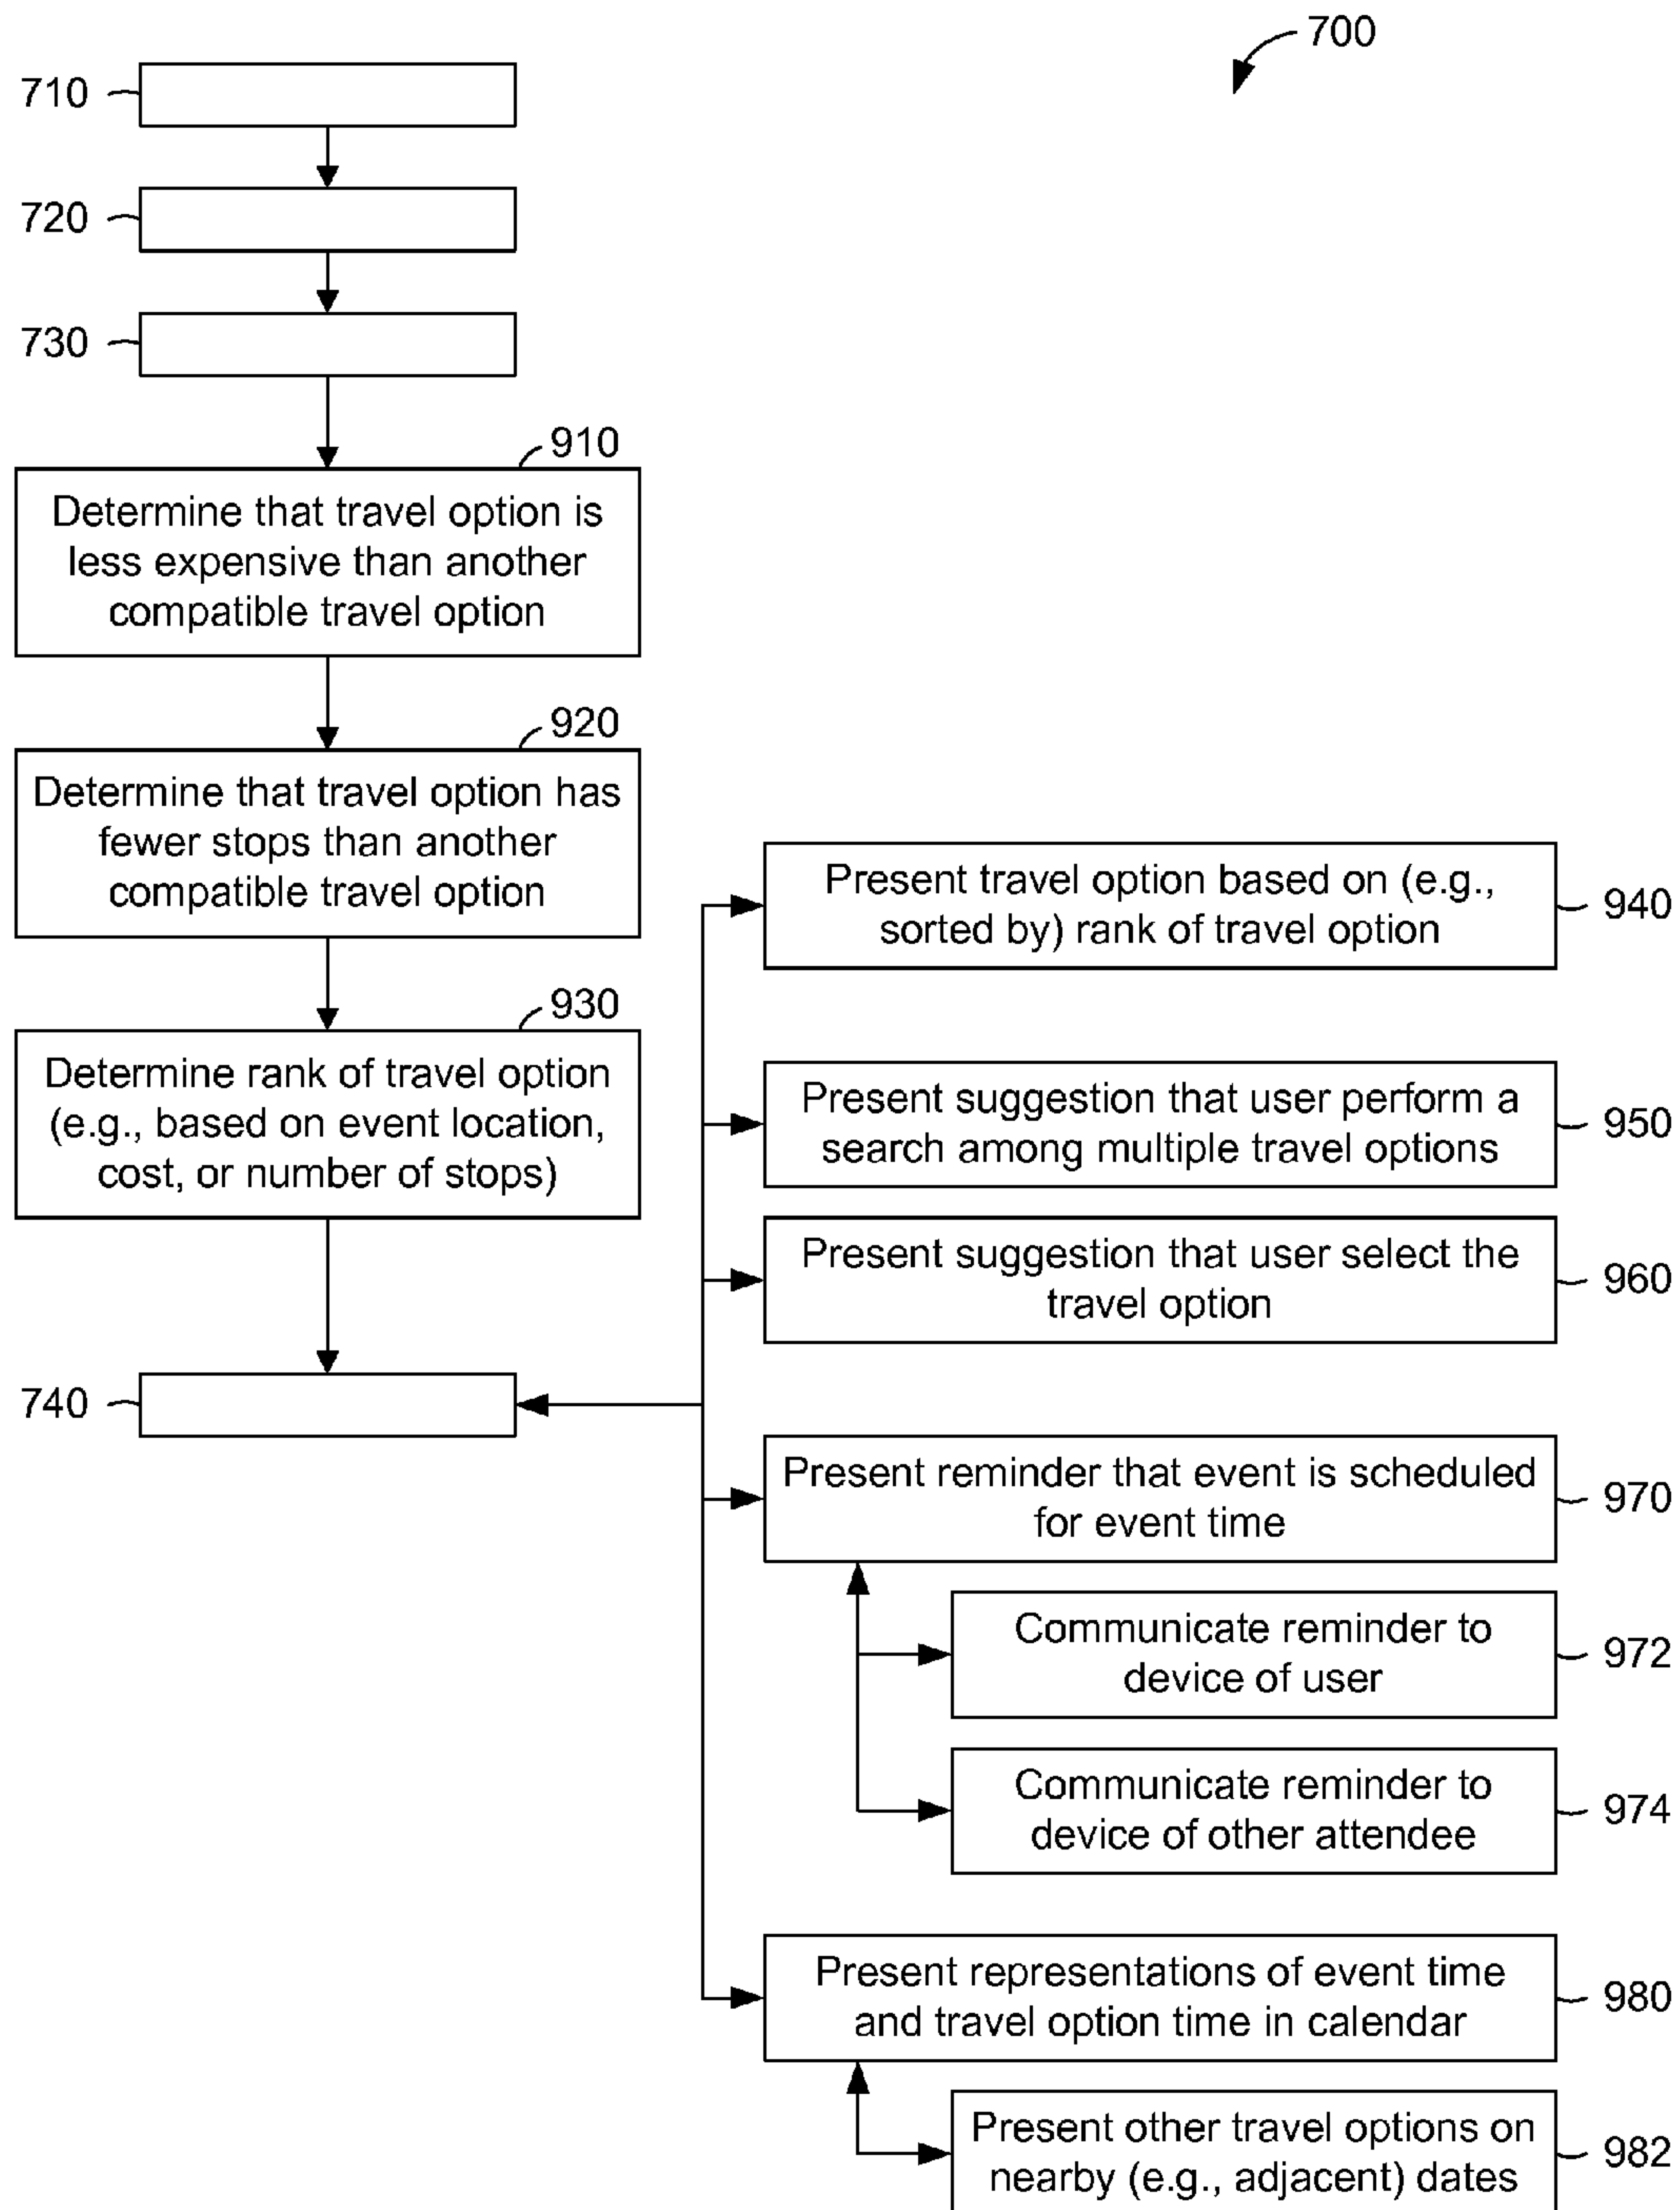 700
710
720
730
910
Determine that travel option is
less expensive than another
compatible travel option
920
Determine that travel option has
fewer stops than another
compatible travel option
930
Determine rank of travel option
(e.g., based on event location,
cost, or number of stops)
740
Present travel option based on (e.g.,
sorted by) rank of travel option
940
Present suggestion that user perform a
search among multiple travel options
950
Present suggestion that user select the
travel option
960
Present reminder that event is scheduled
for event time
970
Communicate reminder to
device of user
972
Communicate reminder to
device of other attendee
974
Present representations of event time
and travel option time in calendar
980
Present other travel options on
nearby (e.g., adjacent) dates
982